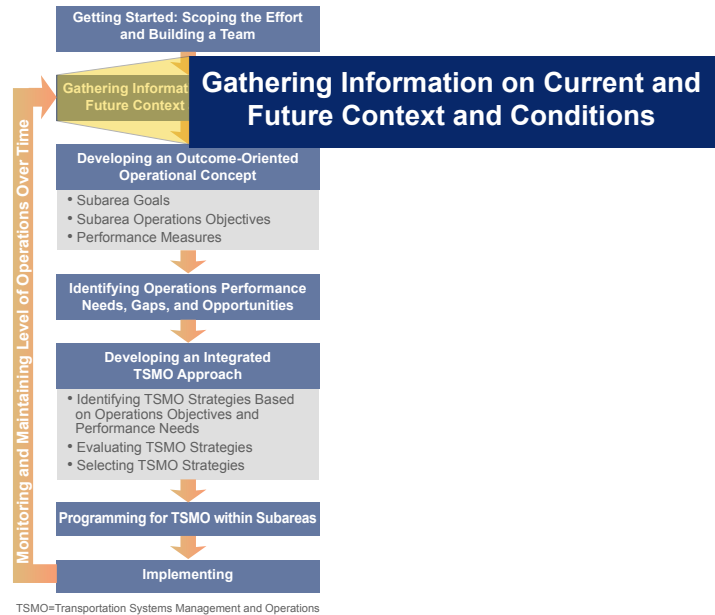 Getting Started: Scoping the Effort
and Building a Team
Gathering Informat
Future Context
Gathering Information on Current and
Future Context and Conditions
Developing an Outcome-Oriented
Operational Concept
• Subarea Goals
• Subarea Operations Objectives
• Performance Measures
Identifying Operations Performance
Needs, Gaps, and Opportunities
Developing an Integrated
TSMO Approach
• Identifying TSMO Strategies Based
on Operations Objectives and
Performance Needs
• Evaluating TSMO Strategies
• Selecting TSMO Strategies
Programming for TSMO within Subareas
Implementing
Monitoring and Maintaining Level of Operations Over Time
TSMO=Transportation Systems Management and Operations